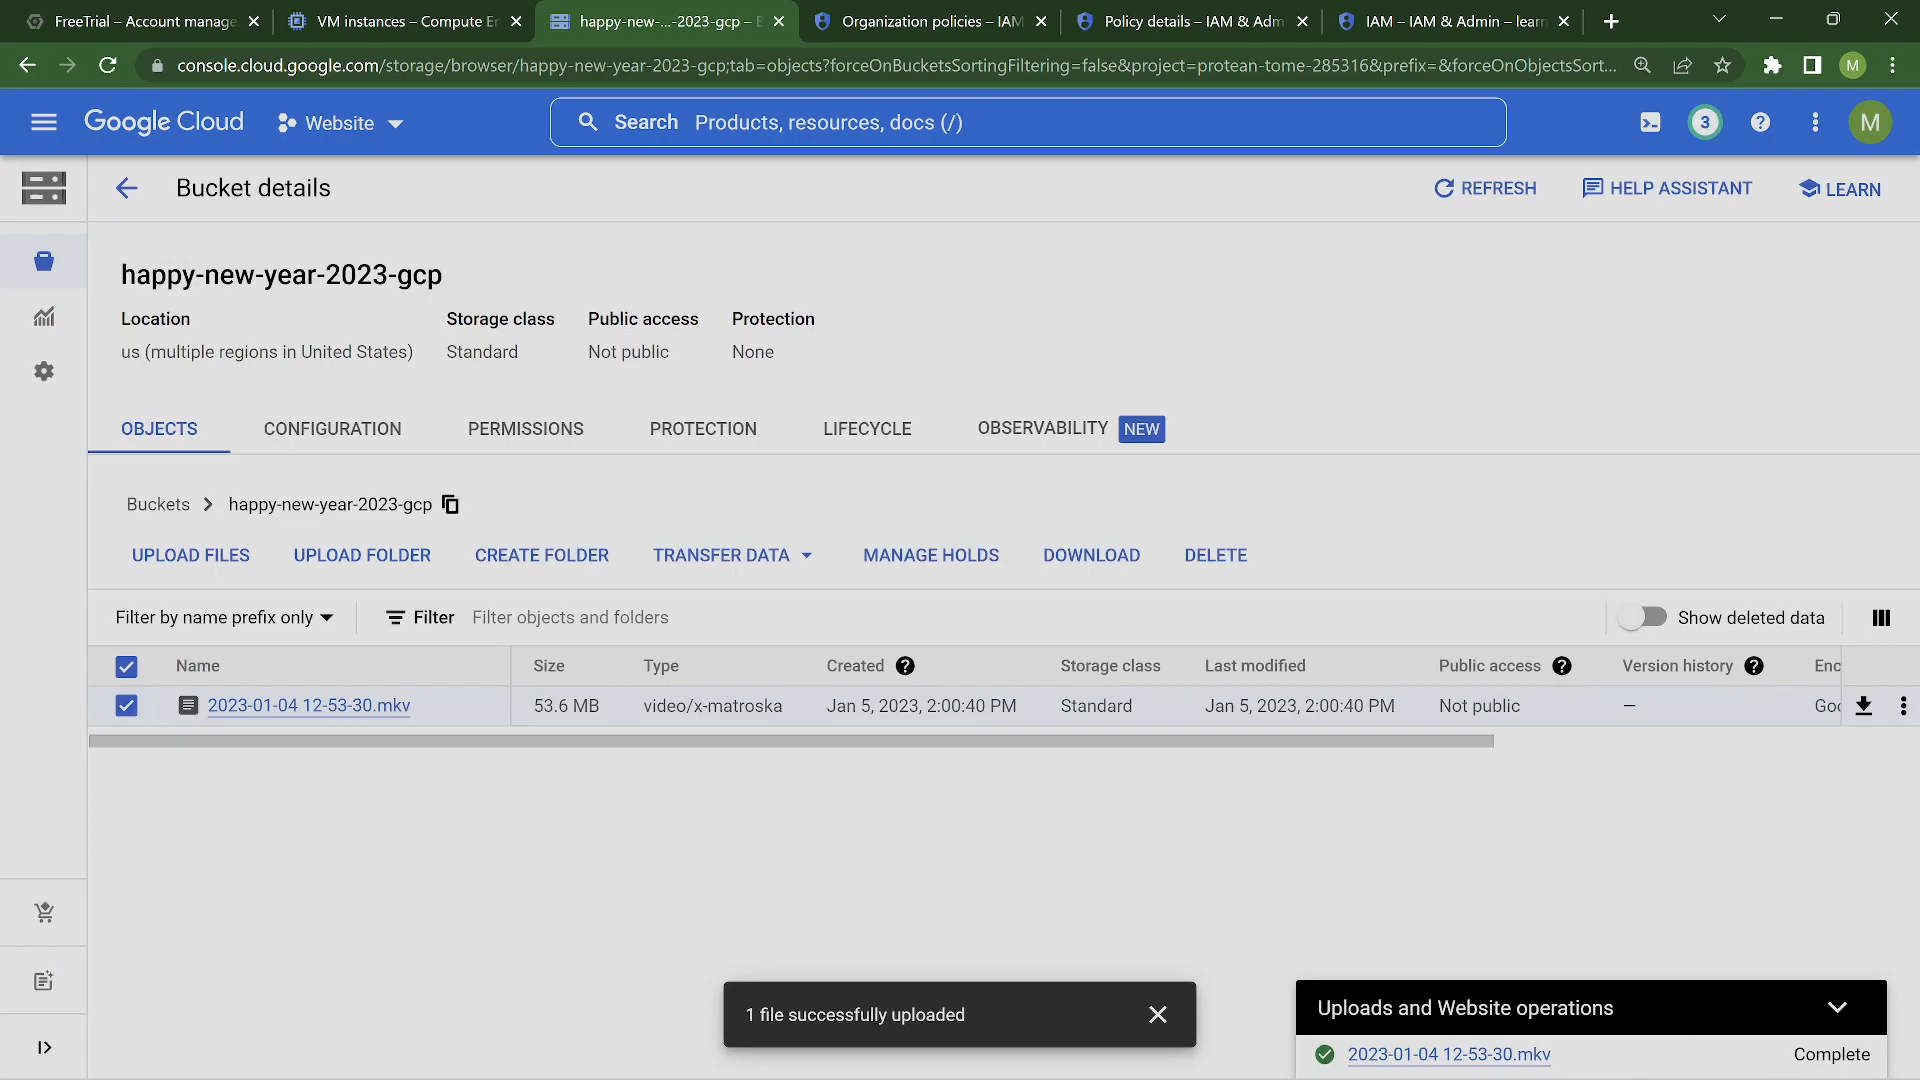 FreeTrial – Account manage
VM instances – Compute En
happy-new-...-2023-gcp – B
Organization policies – IAM
Policy details – IAM & Adm
IAM – IAM & Admin – learn
console.cloud.google.com/storage/browser/happy-new-year-2023-gcp;tab=objects?forceOnBucketsSortingFiltering=false&project=protean-tome-285316&prefix=&forceOnObjectsSort...
M
Google Cloud
Website
Search Products, resources, docs (/)
3
M
Bucket details
REFRESH
HELP ASSISTANT
LEARN
happy-new-year-2023-gcp
Location
Storage class
Public access
Protection
us (multiple regions in United States)
Standard
Not public
None
OBJECTS
CONFIGURATION
PERMISSIONS
PROTECTION
LIFECYCLE
OBSERVABILITY NEW
Buckets > happy-new-year-2023-gcp
UPLOAD FILES
UPLOAD FOLDER
CREATE FOLDER
TRANSFER DATA
MANAGE HOLDS
DOWNLOAD
DELETE
Filter by name prefix only
Filter
Filter objects and folders
Show deleted data
Name
Size
Type
Created
Storage class
Last modified
Public access
Version history
Enc
2023-01-04 12-53-30.mkv
53.6 MB
video/x-matroska
Jan 5, 2023, 2:00:40 PM
Standard
Jan 5, 2023, 2:00:40 PM
Not public
—
Goo
1 file successfully uploaded
Uploads and Website operations
2023-01-04 12-53-30.mkv
Complete